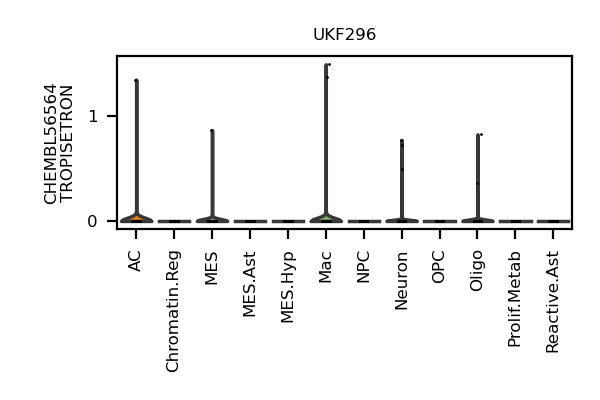 UKF296
CHEMBL56564
TROPISETRON
1
0
AC
Chromatin.Reg
MES
MES.Ast
MES.Hyp
Mac
NPC
Neuron
OPC
Oligo
Prolif.Metab
Reactive.Ast